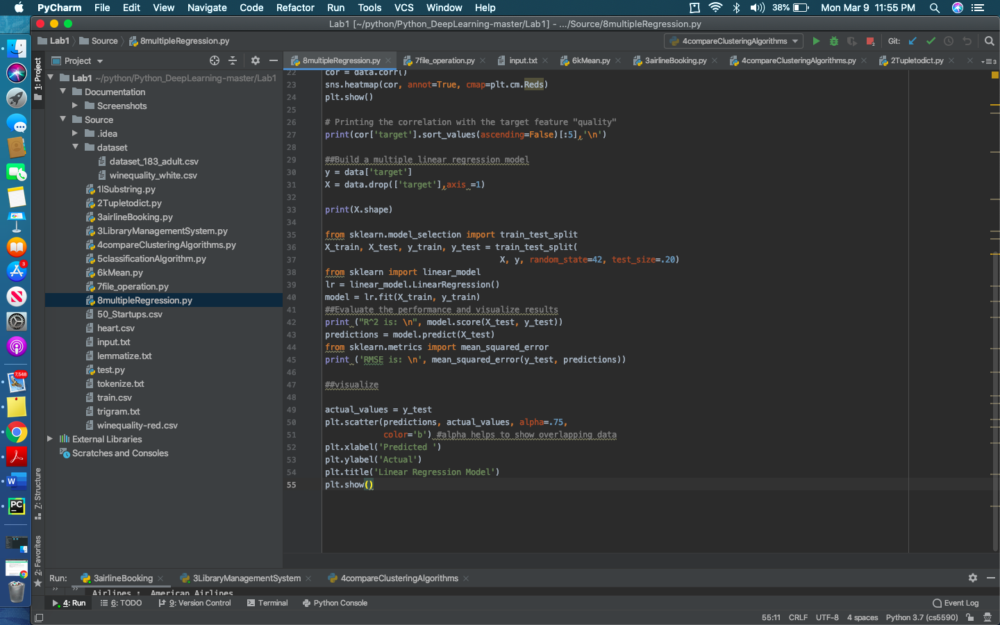 PyCharm File Edit View Navigate Code Refactor Run Tools VCS Window Help 38% Mon Mar 9 11:55 PM
Lab1 [~/python/Python_DeepLearning-master/Lab1] - .../Source/8multipleRegression.py
Lab1 Source 8multipleRegression.py 4compareClusteringAlgorithms Git:
Project
8multipleRegression.py 7file_operation.py input.txt 6kMean.py 3airlineBooking.py 4compareClusteringAlgorithms.py 2Tupletodict.py 3
1: Project
Lab1 ~/python/Python_DeepLearning-master/Lab1
Documentation
Screenshots
Source
.idea
dataset
dataset_183_adult.csv
winequality_white.csv
1lSubstring.py
2Tupletodict.py
3airlineBooking.py
3LibraryManagementSystem.py
4compareClusteringAlgorithms.py
5classificationAlgorithm.py
6kMean.py
7file_operation.py
8multipleRegression.py
50_Startups.csv
heart.csv
input.txt
lemmatize.txt
test.py
tokenize.txt
train.csv
trigram.txt
winequality-red.csv
External Libraries
Scratches and Consoles
22 cor = data.corr()
23 sns.heatmap(cor, annot=True, cmap=plt.cm.Reds)
24 plt.show()
25
26 # Printing the correlation with the target feature "quality"
27 print(cor['target'].sort_values(ascending=False)[:5],'\n')
28
29 ##Build a multiple linear regression model
30 y = data['target']
31 X = data.drop(['target'],axis =1)
32
33 print(X.shape)
34
35 from sklearn.model_selection import train_test_split
36 X_train, X_test, y_train, y_test = train_test_split(
37 X, y, random_state=42, test_size=.20)
38 from sklearn import linear_model
39 lr = linear_model.LinearRegression()
40 model = lr.fit(X_train, y_train)
41 ##Evaluate the performance and visualize results
42 print ("R^2 is: \n", model.score(X_test, y_test))
43 predictions = model.predict(X_test)
44 from sklearn.metrics import mean_squared_error
45 print ('RMSE is: \n', mean_squared_error(y_test, predictions))
46
47 ##visualize
48
49 actual_values = y_test
50 plt.scatter(predictions, actual_values, alpha=.75,
51 color='b') #alpha helps to show overlapping data
52 plt.xlabel('Predicted ')
53 plt.ylabel('Actual')
54 plt.title('Linear Regression Model')
55 plt.show()
3
7,548
W
PC
Z: Structure
2: Favorites
Run: 3airlineBooking 3LibraryManagementSystem 4compareClusteringAlgorithms
Airlines : American Airlines
4: Run 6: TODO 9: Version Control Terminal Python Console Event Log
55:11 CRLF UTF-8 4 spaces Python 3.7 (cs5590)